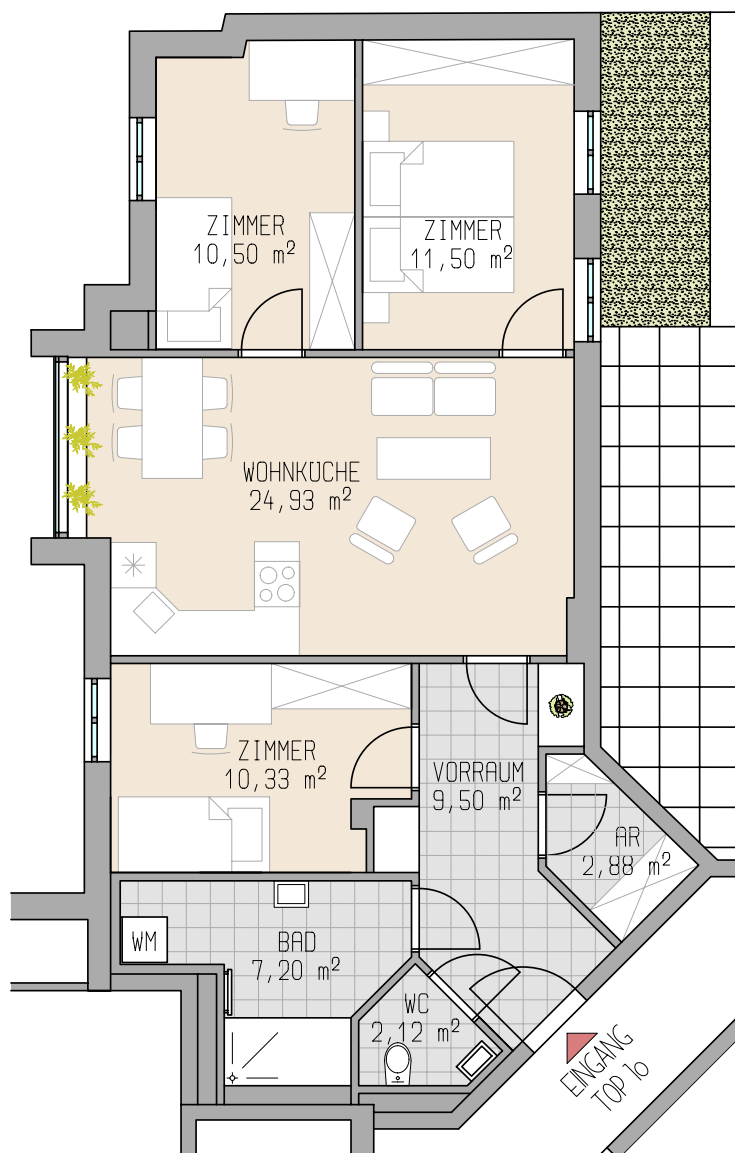 ZIMMER
10,50 m²
ZIMMER
11,50 m²
WOHNKÜCHE
24,93 m²
ZIMMER
10,33 m²
VORRAUM
9,50 m²
AR
2,88 m²
WM
BAD
7,20 m²
WC
2,12 m²
EINGANG
TOP 10